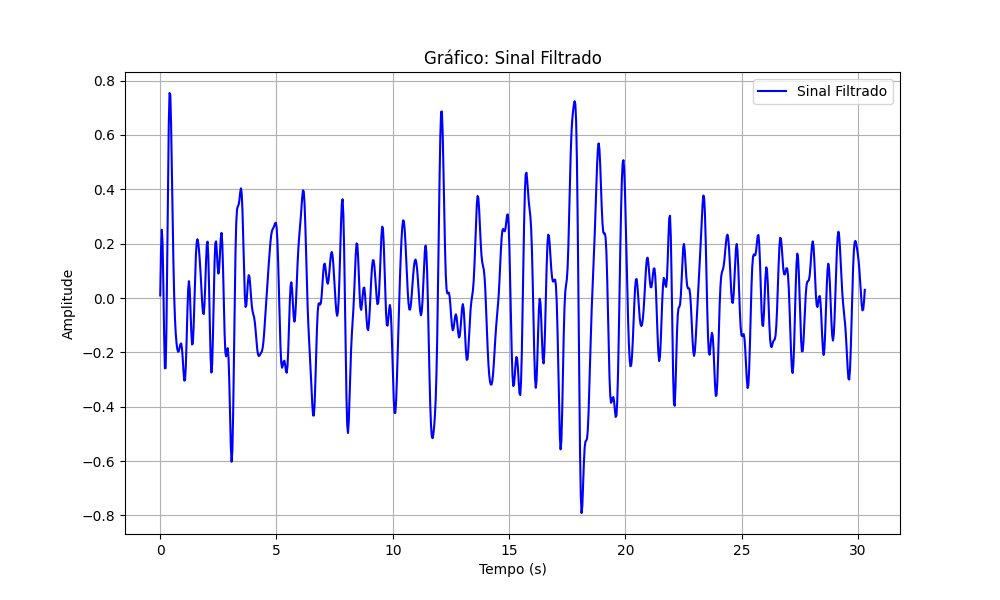 Gráfico: Sinal Filtrado
Sinal Filtrado
Amplitude
0.8
0.6
0.4
0.2
0.0
−0.2
−0.4
−0.6
−0.8
0 5 10 15 20 25 30
Tempo (s)